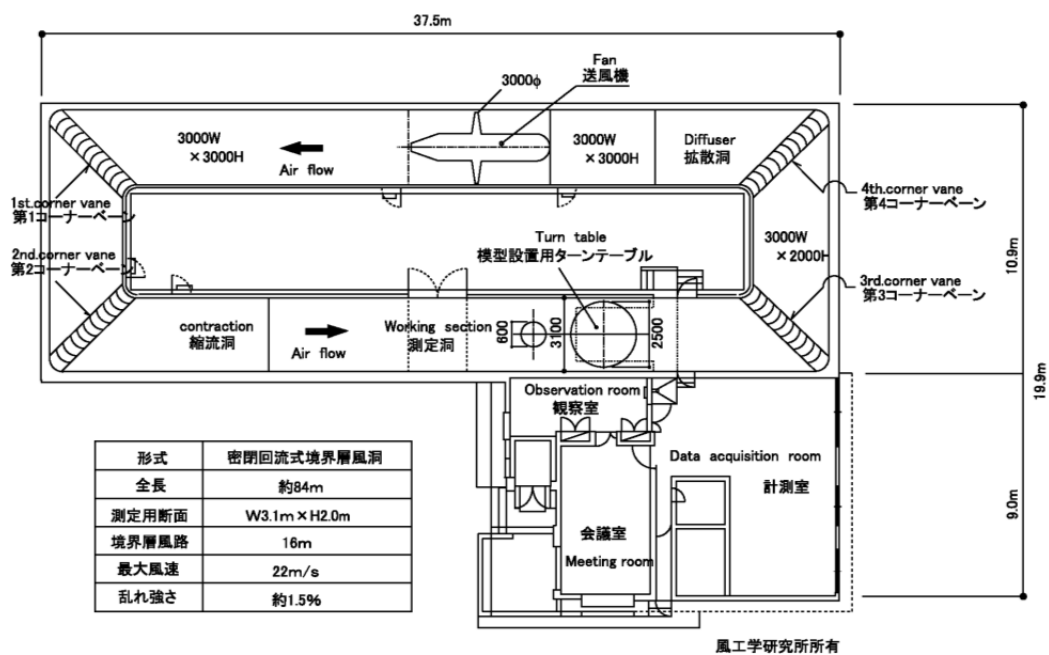 37.5m
Fan
送風機
3000φ
3000W
×3000H
Air flow
3000W
×3000H
Diffuser
拡散洞
1st.corner vane
第1コーナーベーン
4th.corner vane
第4コーナーベーン
2nd.corner vane
第2コーナーベーン
Turn table
模型設置用ターンテーブル
3000W
×2000H
10.9m
3rd.corner vane
第3コーナーベーン
contraction
縮流洞
Air flow
Working section
測定洞
600
3100
2500
19.9m
Observation room
観察室
Data acquisition room
計測室
会議室
Meeting room
9.0m
形式 密閉回流式境界層風洞
全長 約84m
測定用断面 W3.1m×H2.0m
境界層風路 16m
最大風速 22m/s
乱れ強さ 約1.5%
風工学研究所所有